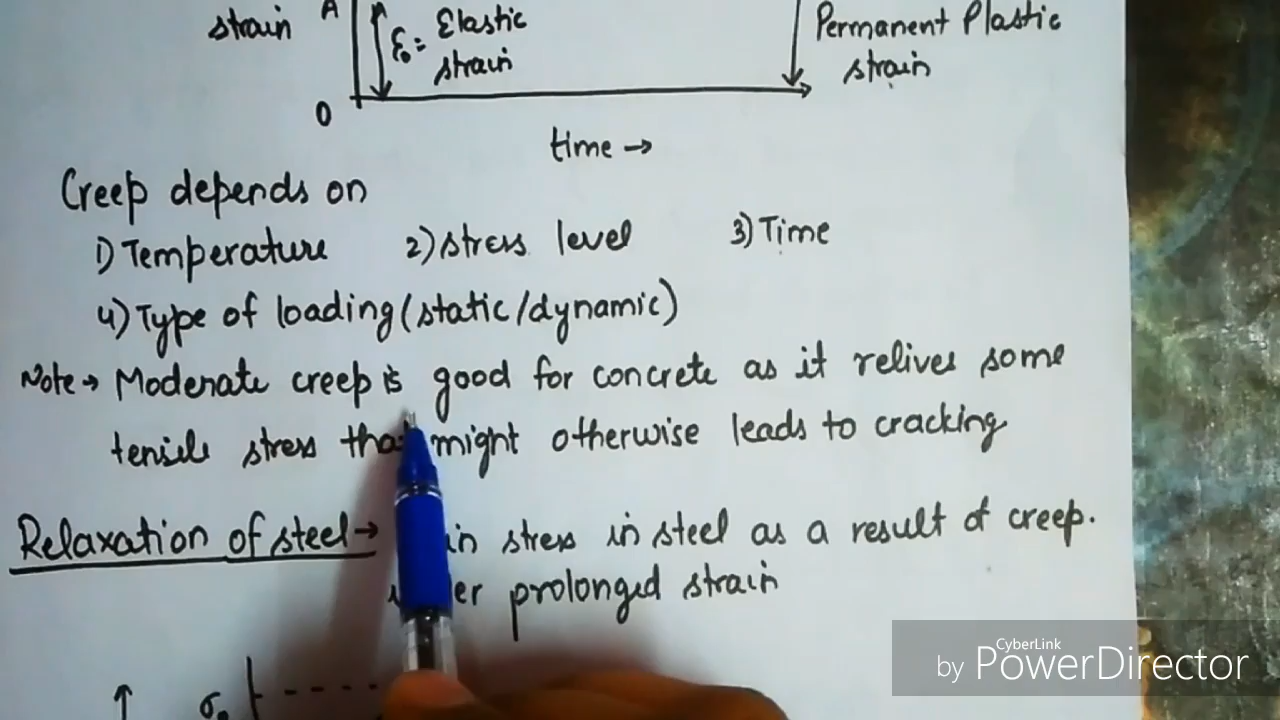 strain A ε₀ = Elastic strain
Permanent Plastic strain
0
time →
Creep depends on
1) Temperature 2) stress level 3) Time
4) Type of loading (static/dynamic)
Note → Moderate creep is good for concrete as it relives some
tensile stress that might otherwise leads to cracking
Relaxation of steel → in stress in steel as a result of creep.
prolonged strain
σ₀
CyberLink
by PowerDirector